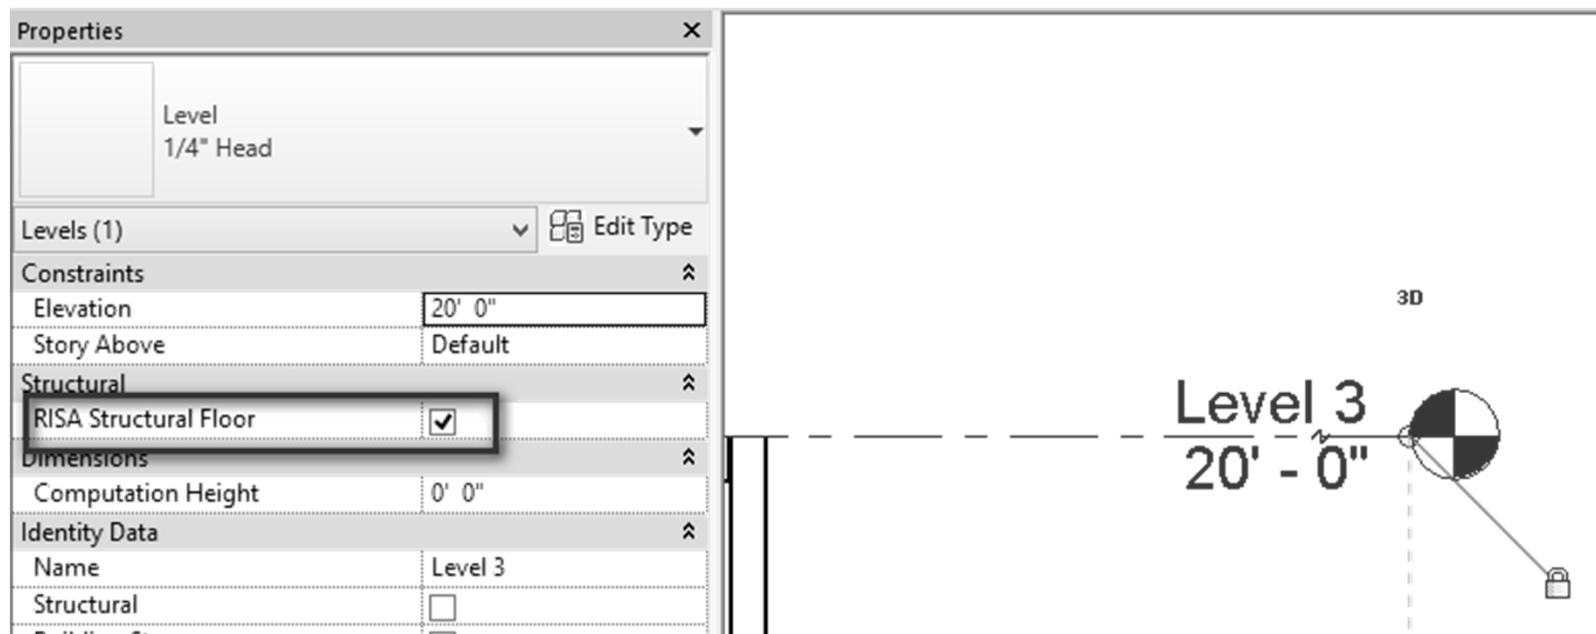 Properties
Level
1/4" Head
Levels (1)
Edit Type
Constraints
Elevation 20' 0"
Story Above Default
Structural
RISA Structural Floor
Dimensions
Computation Height 0' 0"
Identity Data
Name Level 3
Structural
3D
Level 3
20' - 0"